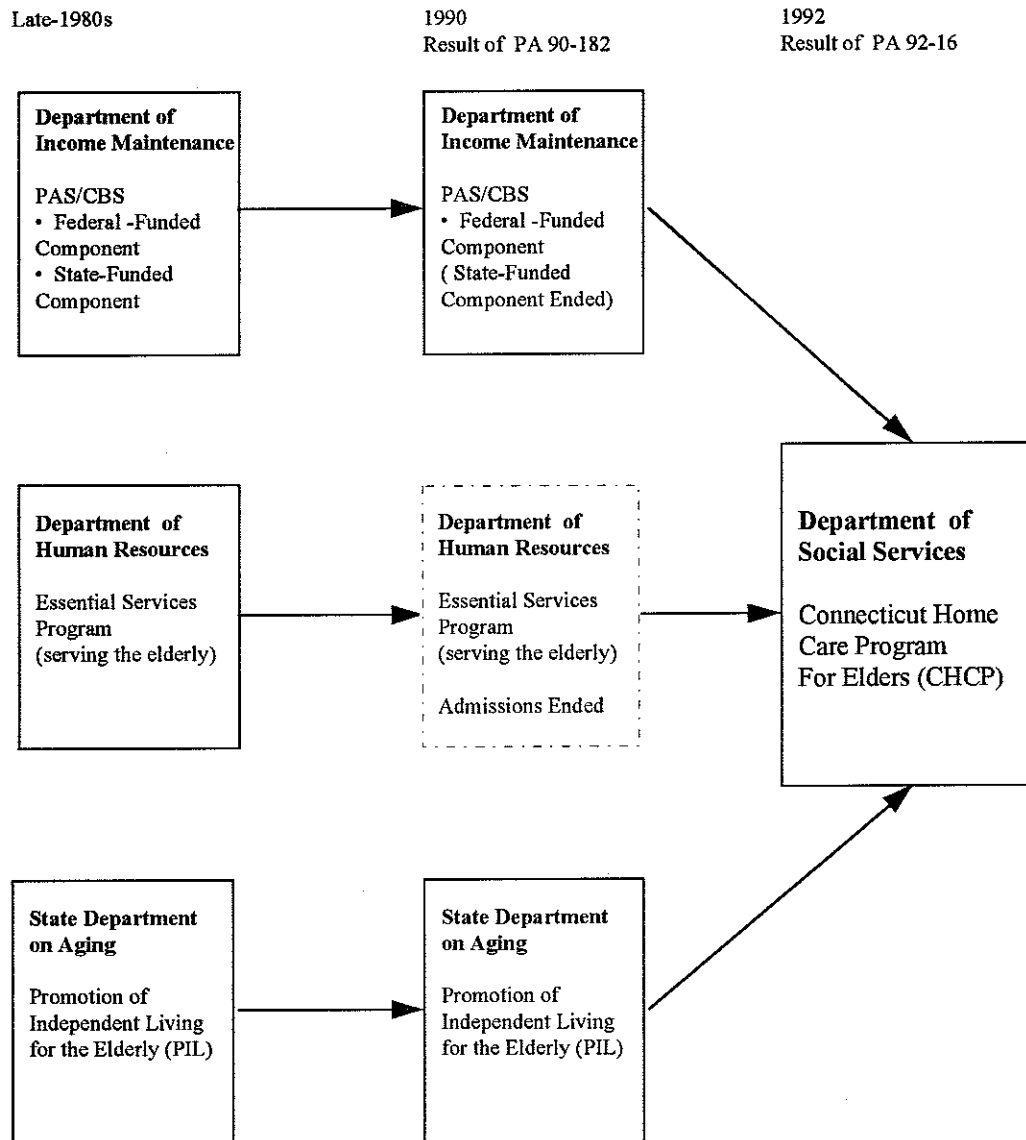 Late-1980s
1990
Result of PA 90-182
1992
Result of PA 92-16
Department of
Income Maintenance
PAS/CBS
• Federal -Funded
Component
• State-Funded
Component
Department of
Income Maintenance
PAS/CBS
• Federal -Funded
Component
( State-Funded
Component Ended)
Department of
Human Resources
Essential Services
Program
(serving the elderly)
Department of
Human Resources
Essential Services
Program
(serving the elderly)
Admissions Ended
Department of
Social Services
Connecticut Home
Care Program
For Elders (CHCP)
State Department
on Aging
Promotion of
Independent Living
for the Elderly (PIL)
State Department
on Aging
Promotion of
Independent Living
for the Elderly (PIL)